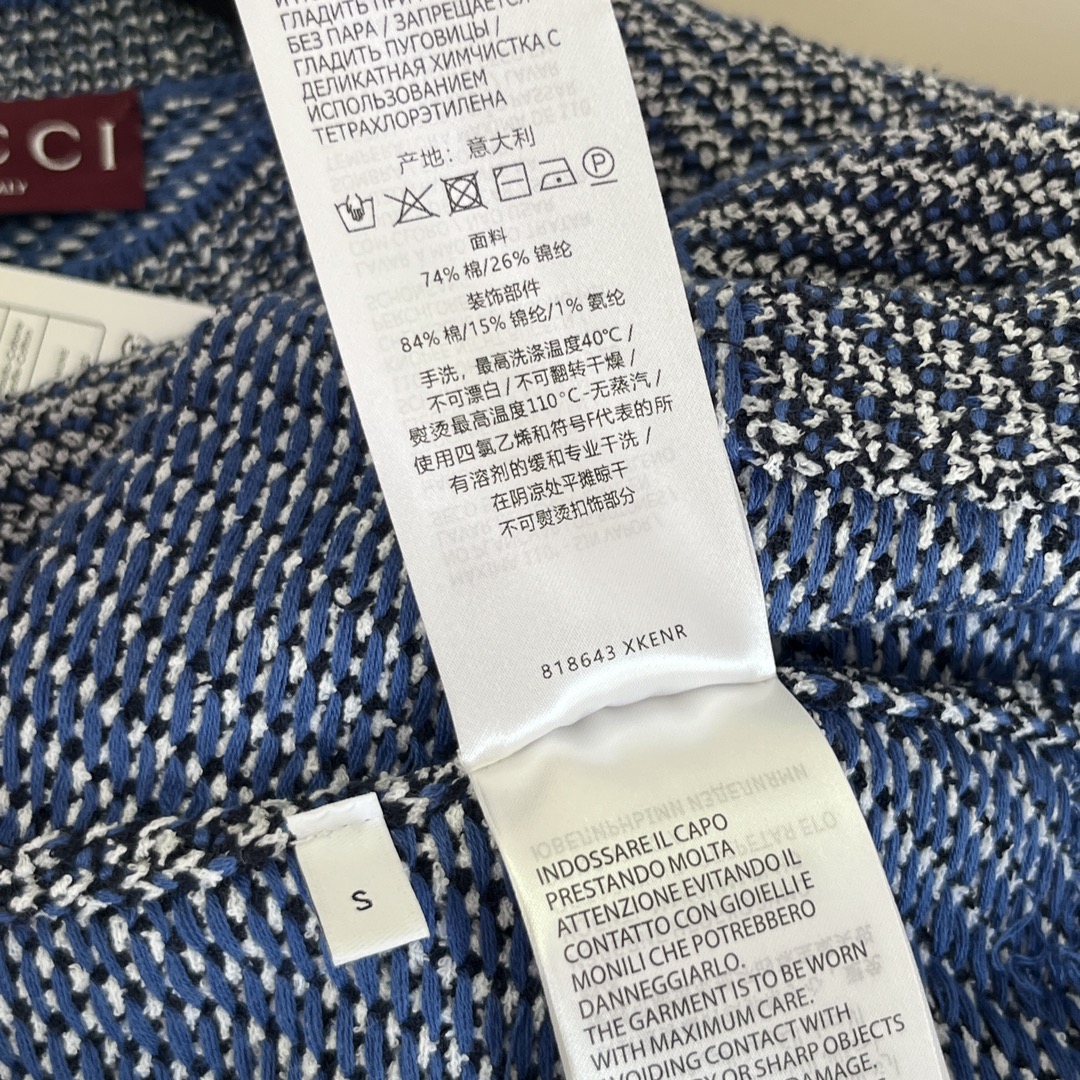 ГЛАДИТЬ
БЕЗ ПАРА / ЗАПРЕЩАЕТСЯ
ГЛАДИТЬ ПУГОВИЦЫ /
ДЕЛИКАТНАЯ ХИМЧИСТКА С
ИСПОЛЬЗОВАНИЕМ
ТЕТРАХЛОРЭТИЛЕНА
产地：意大利
P
面料
74% 棉/26% 锦纶
装饰部件
84% 棉/15% 锦纶/1% 氨纶
手洗，最高洗涤温度40℃ /
不可漂白 / 不可翻转干燥 /
熨烫最高温度110°C-无蒸汽 /
使用四氯乙烯和符号F代表的所
有溶剂的缓和专业干洗 /
在阴凉处平摊晾干
不可熨烫扣饰部分
818643 XKENR
CCI
S
INDOSSARE IL CAPO
PRESTANDO MOLTA
ATTENZIONE EVITANDO IL
CONTATTO CON GIOIELLI E
MONILI CHE POTREBBERO
DANNEGGIARLO.
THE GARMENT IS TO BE WORN
WITH MAXIMUM CARE.
AVOIDING CONTACT WITH
OR SHARP OBJECTS
DAMAGE.